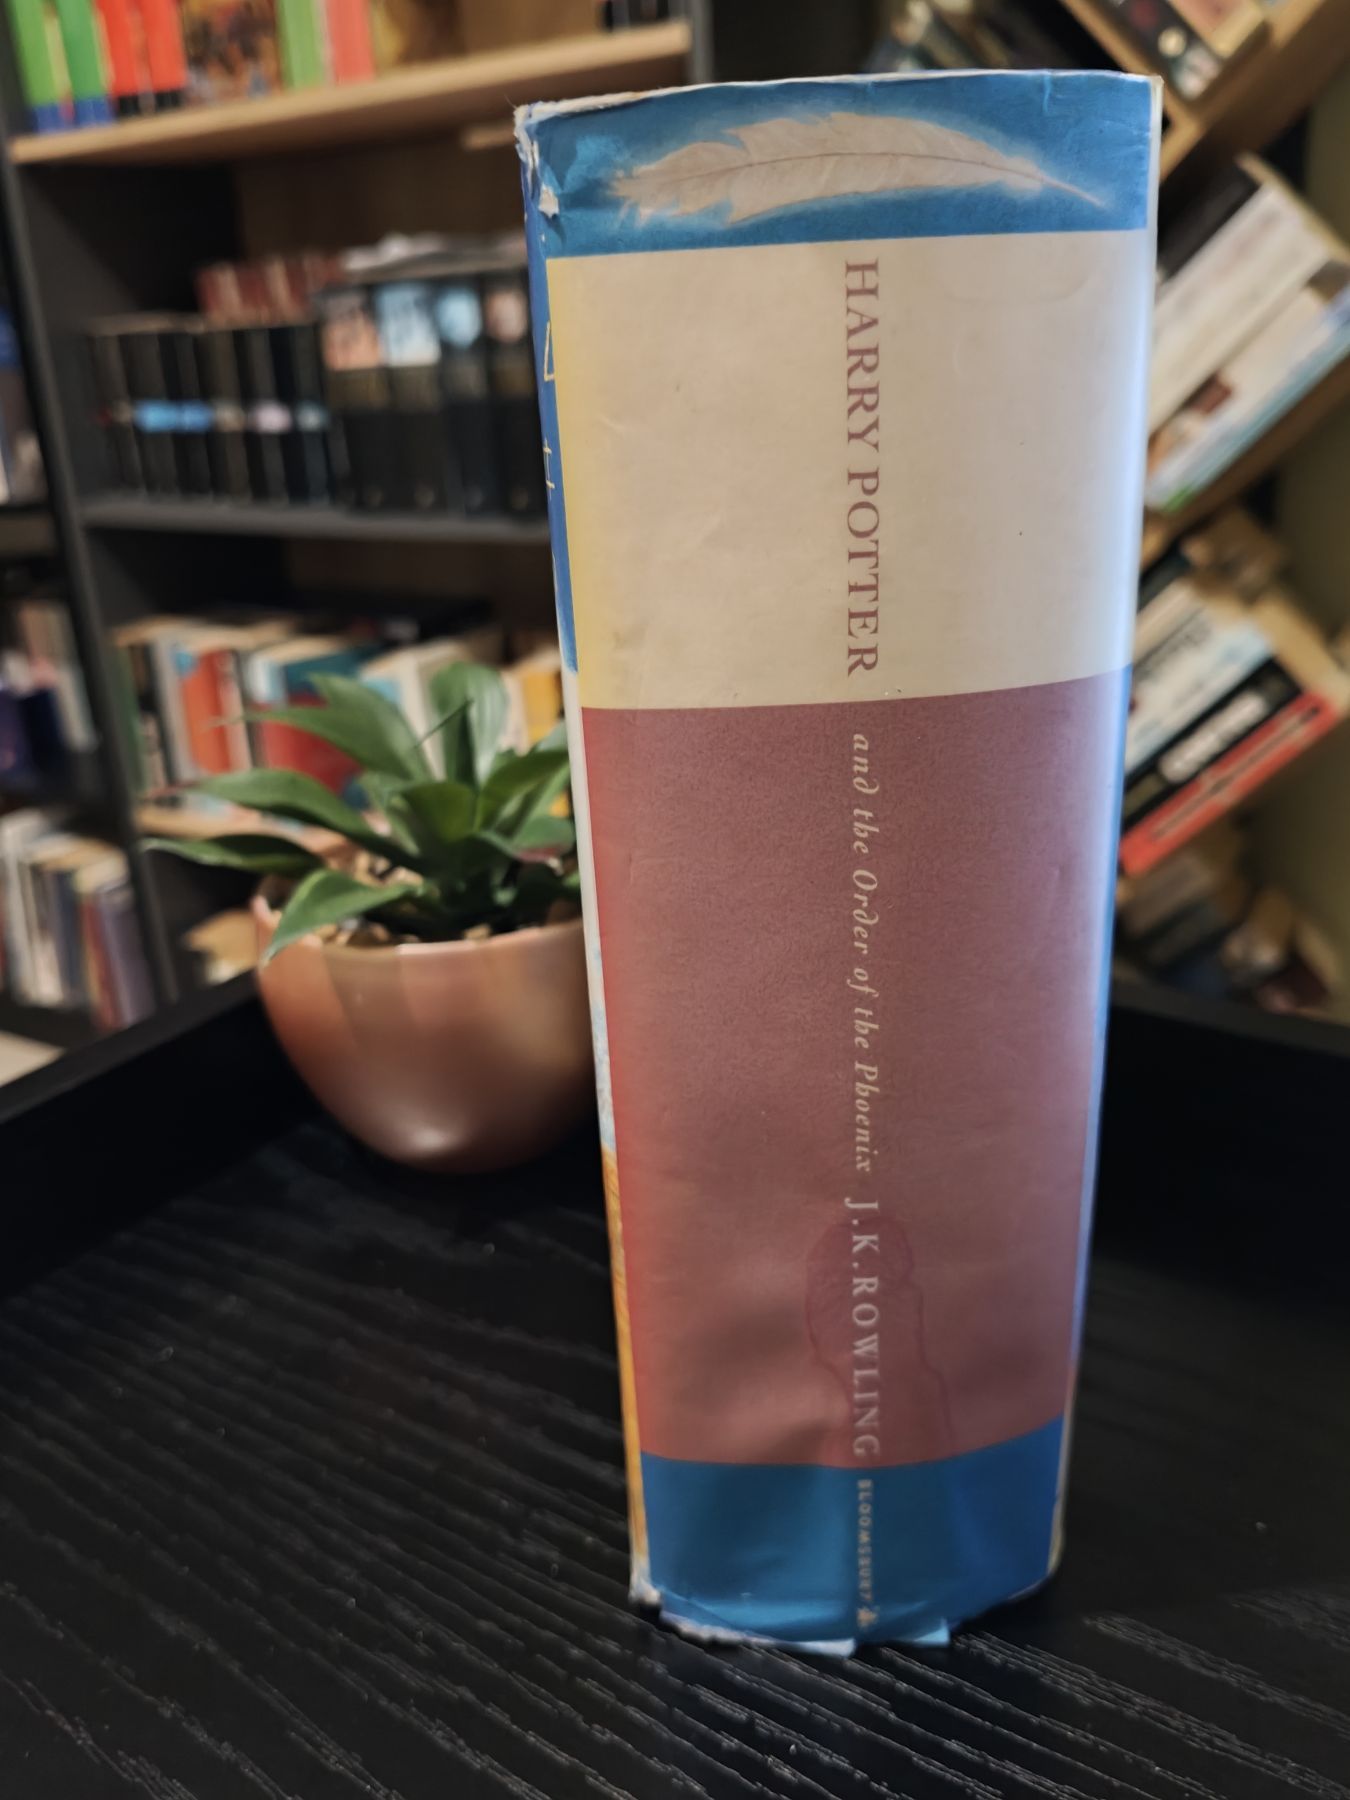 HARRY POTTER
and the Order of the Phoenix
J.K.ROWLING
BLOOMSBURY